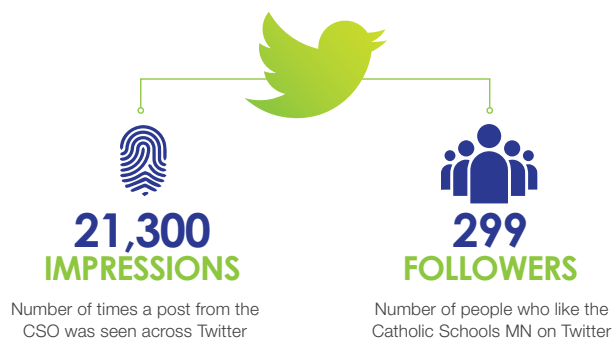 21,300
IMPRESSIONS
Number of times a post from the
CSO was seen across Twitter
299
FOLLOWERS
Number of people who like the
Catholic Schools MN on Twitter